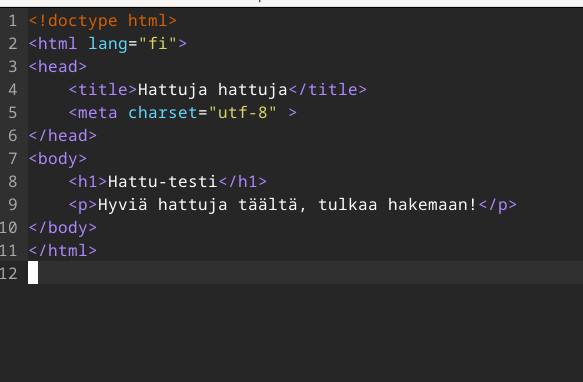 1 <!doctype html>
2 <html lang="fi">
3 <head>
4     <title>Hattuja hattuja</title>
5     <meta charset="utf-8" >
6 </head>
7 <body>
8     <h1>Hattu-testi</h1>
9     <p>Hyviä hattuja täältä, tulkaa hakemaan!</p>
10 </body>
11 </html>
12